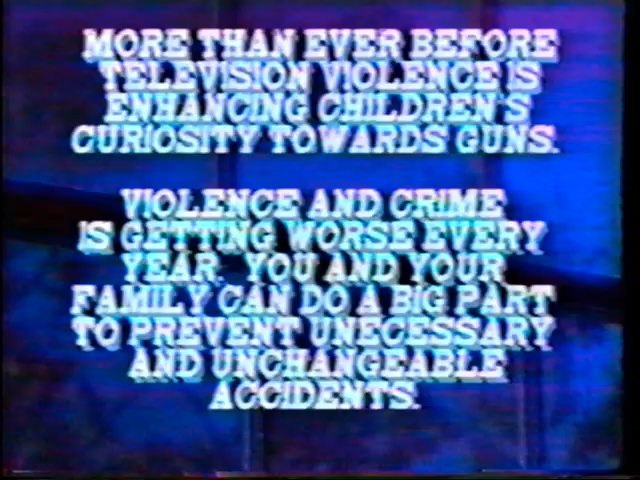 MORE THAN EVER BEFORE
TELEVISION VIOLENCE IS
ENHANCING CHILDREN'S
CURIOSITY TOWARDS GUNS.
VIOLENCE AND CRIME
IS GETTING WORSE EVERY
YEAR. YOU AND YOUR
FAMILY CAN DO A BIG PART
TO PREVENT UNECESSARY
AND UNCHANGEABLE
ACCIDENTS.